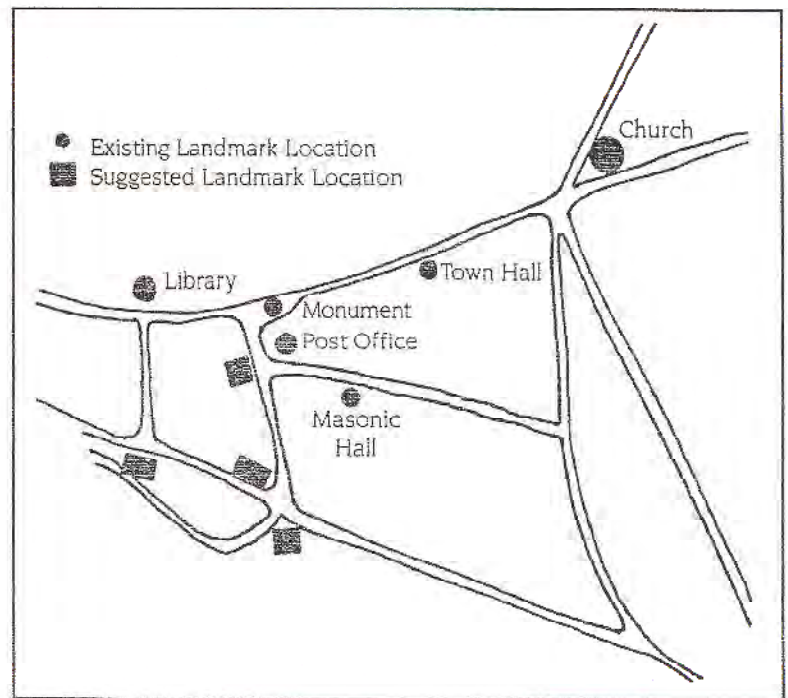 Church
Existing Landmark Location
Suggested Landmark Location
Library
Town Hall
Monument
Post Office
Masonic
Hall